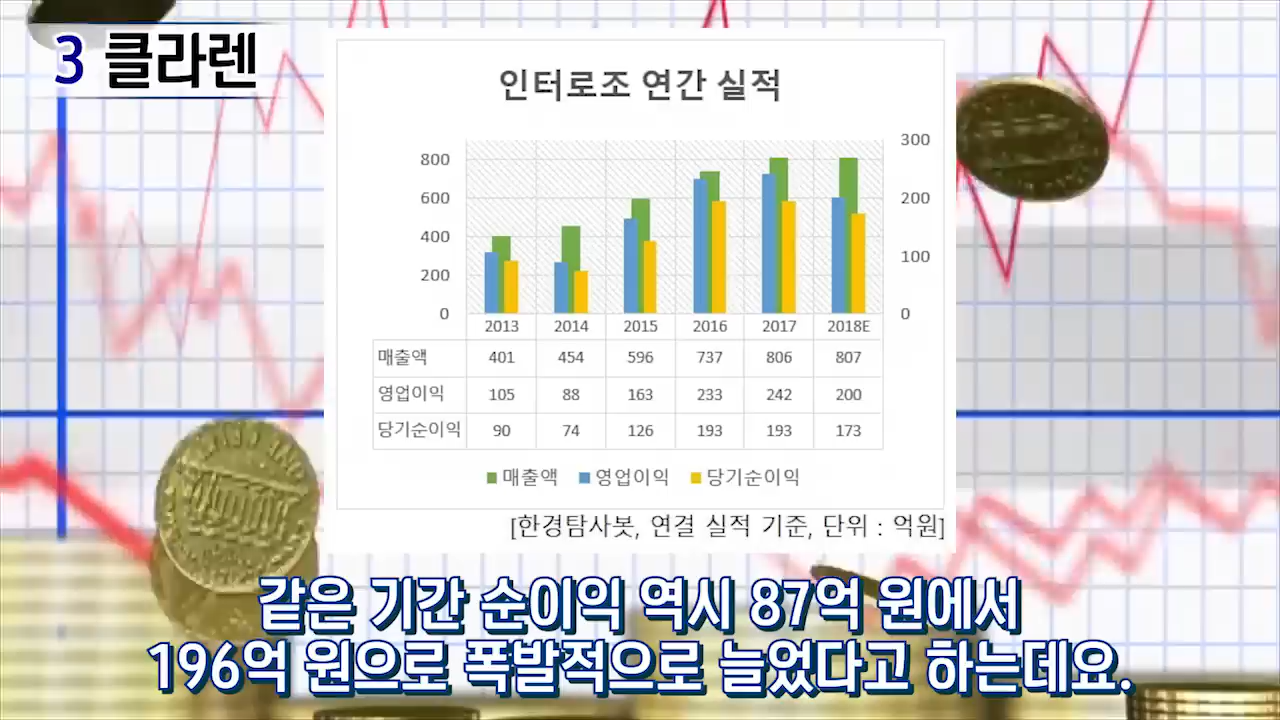 3 클라렌
인터로조 연간 실적
800
600
400
200
0
300
200
100
0
2013 2014 2015 2016 2017 2018E
매출액 401 454 596 737 806 807
영업이익 105 88 163 233 242 200
당기순이익 90 74 126 193 193 173
매출액 영업이익 당기순이익
[한경탐사봇, 연결 실적 기준, 단위 : 억원]
같은 기간 순이익 역시 87억 원에서
196억 원으로 폭발적으로 늘었다고 하는데요.